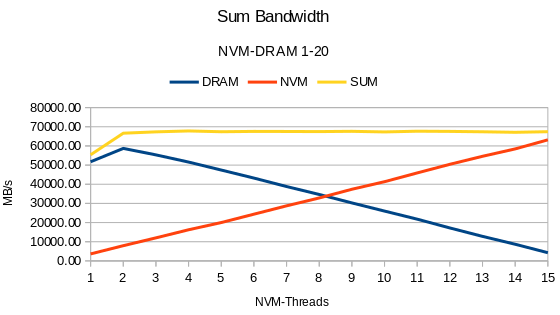 Sum Bandwidth
NVM-DRAM 1-20
DRAM NVM SUM
80000.00
70000.00
60000.00
50000.00
40000.00
30000.00
20000.00
10000.00
0.00
MB/s
1 2 3 4 5 6 7 8 9 10 11 12 13 14 15
NVM-Threads